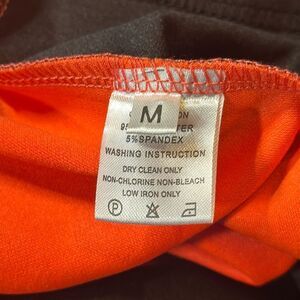 M
5%SPANDEX
WASHING INSTRUCTION
DRY CLEAN ONLY
NON-CHLORINE NON-BLEACH
LOW IRON ONLY
P